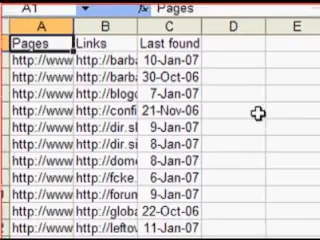 A1 fx Pages
A B C D E
Pages Links Last found
http://www http://barba 10-Jan-07
http://www http://barba 30-Oct-06
http://www http://blogc 7-Jan-07
http://www http://confi 21-Nov-06
http://www http://dir.sl 9-Jan-07
http://www http://dir.si 8-Jan-07
http://www http://dome 8-Jan-07
http://www http://fcke. 6-Jan-07
http://www http://forun 9-Jan-07
http://www http://globa 22-Oct-06
http://www http://leftov 11-Jan-07